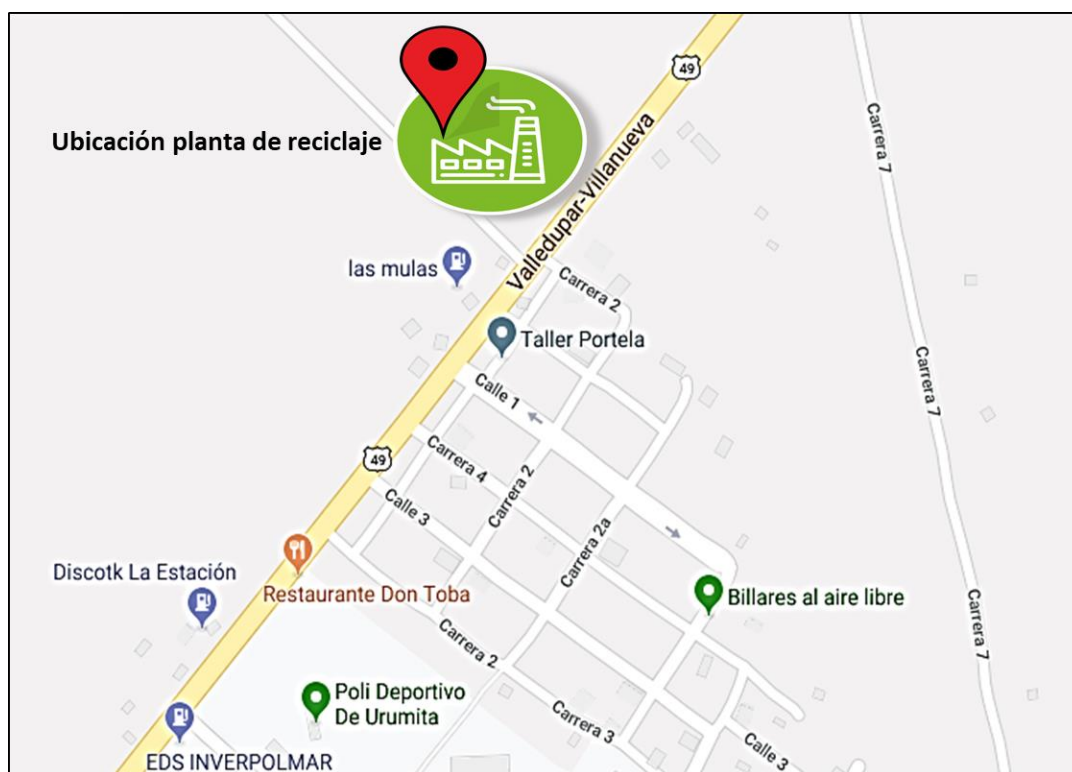 49
Carrera 7
Ubicación planta de reciclaje
Valledupar-Villanueva
las mulas
Carrera 2
Taller Portela
Carrera 7
Calle 1
49
Carrera 4
Carrera 2
Calle 3
Carrera 2a
Discotk La Estación
Restaurante Don Toba
Billares al aire libre
Carrera 7
Carrera 2
Poli Deportivo
De Urumita
Carrera 3
Calle 3
EDS INVERPOLMAR